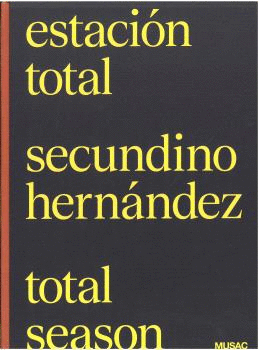 estación
total
secundino
hernández
total
season
MUSAC